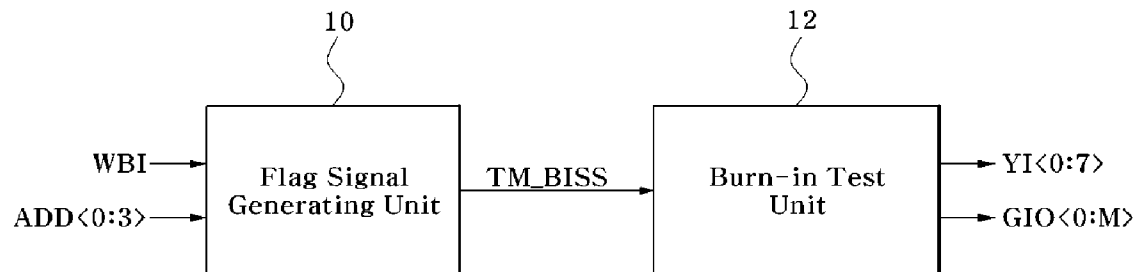 10
12
WBI
ADD<0:3>
Flag Signal
Generating Unit
TM_BISS
Burn-in Test
Unit
YI<0:7>
GIO<0:M>